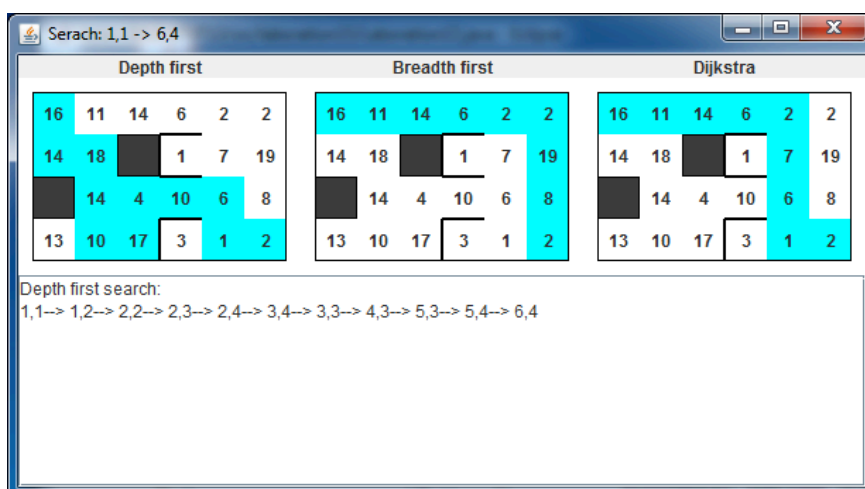 Serach: 1,1 -> 6,4
Depth first Breadth first Dijkstra
16 11 14 6 2 2 16 11 14 6 2 2 16 11 14 6 2 2
14 18 1 7 19 14 18 1 7 19 14 18 1 7 19
14 4 10 6 8 14 4 10 6 8 14 4 10 6 8
13 10 17 3 1 2 13 10 17 3 1 2 13 10 17 3 1 2
Depth first search:
1,1--> 1,2--> 2,2--> 2,3--> 2,4--> 3,4--> 3,3--> 4,3--> 5,3--> 5,4--> 6,4